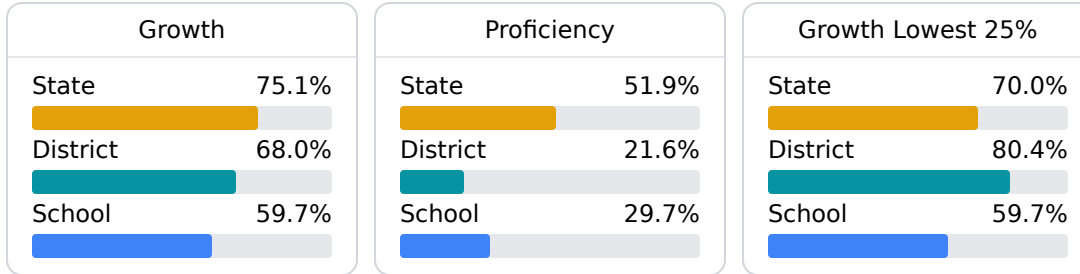 Growth
State 75.1%
District 68.0%
School 59.7%
Proficiency
State 51.9%
District 21.6%
School 29.7%
Growth Lowest 25%
State 70.0%
District 80.4%
School 59.7%